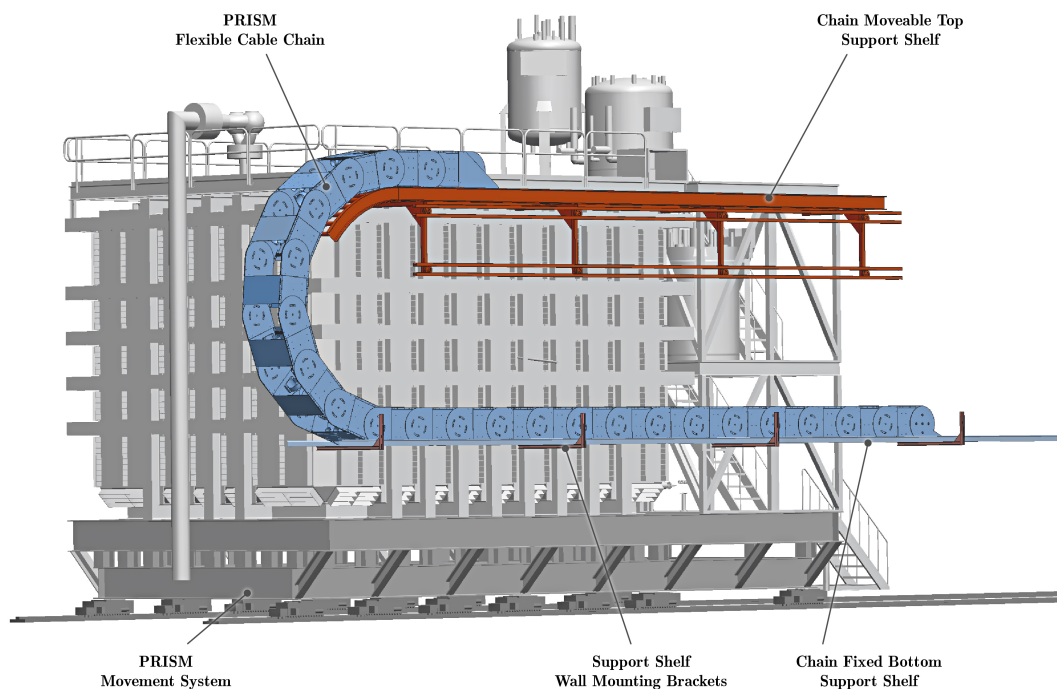 PRISM
Flexible Cable Chain
Chain Moveable Top
Support Shelf
PRISM
Movement System
Support Shelf
Wall Mounting Brackets
Chain Fixed Bottom
Support Shelf